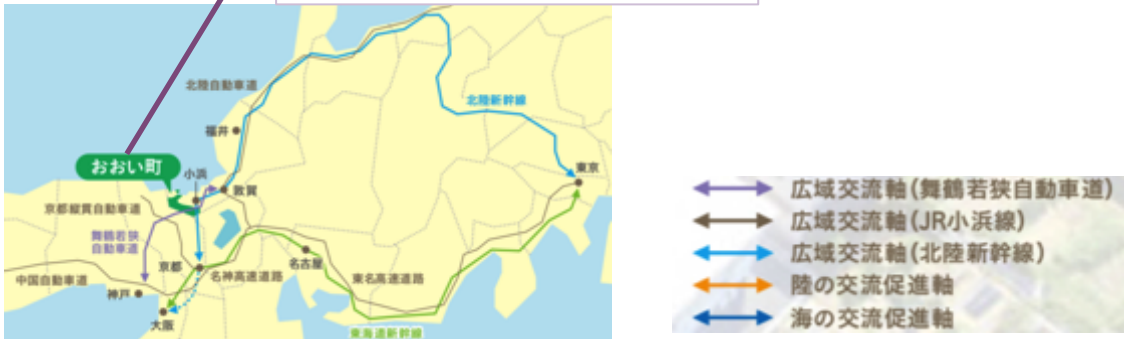 北陸自動車道
北陸新幹線
福井
おおい町
小浜
敦賀
東京
京都縦貫自動車道
舞鶴若狭
自動車道
京都
名神高速道路
名古屋
東名高速道路
中国自動車道
神戸
大阪
東海道新幹線
広域交流軸(舞鶴若狭自動車道)
広域交流軸(JR小浜線)
広域交流軸(北陸新幹線)
陸の交流促進軸
海の交流促進軸